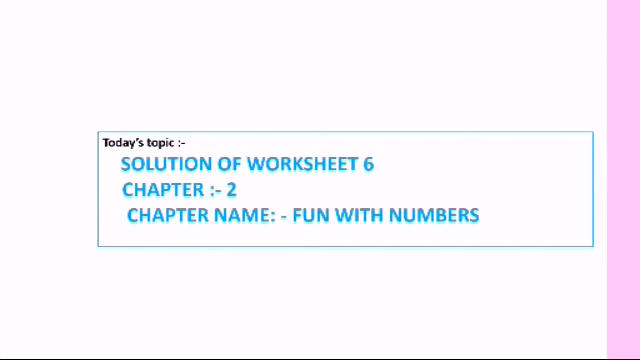 Today's topic :-
SOLUTION OF WORKSHEET 6
CHAPTER :- 2
CHAPTER NAME: - FUN WITH NUMBERS